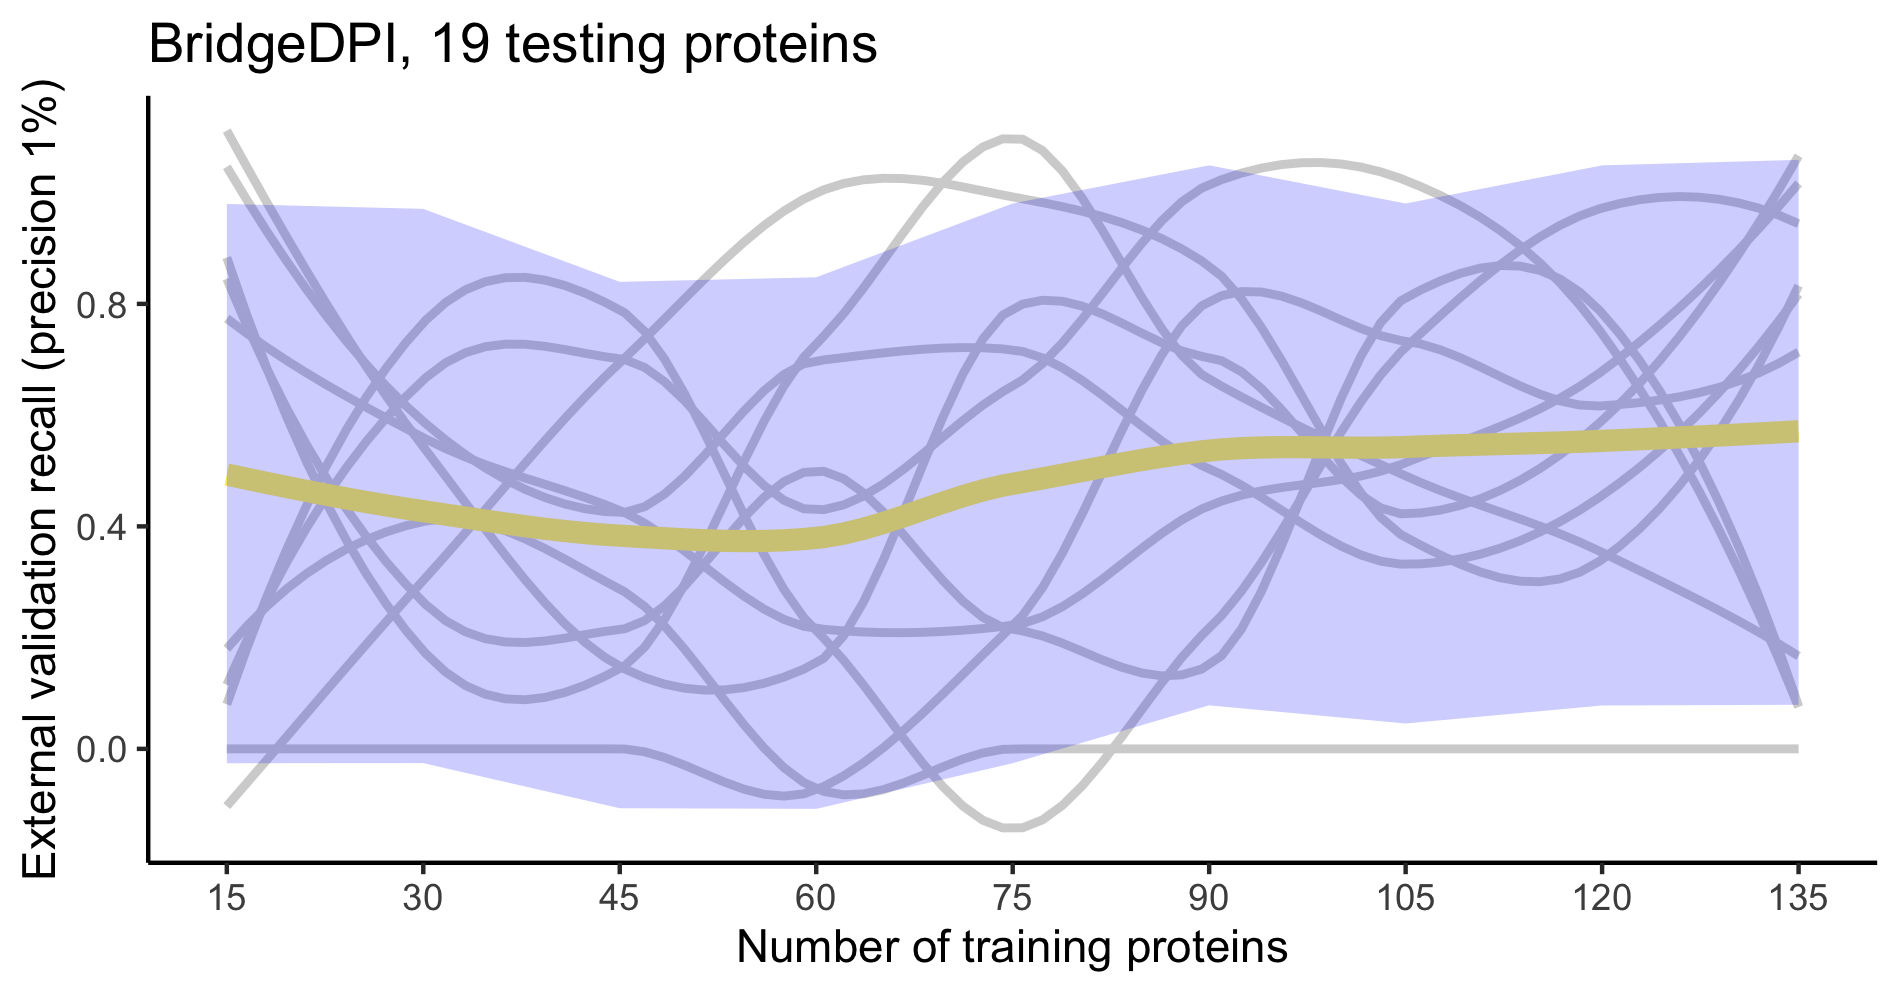 BridgeDPI, 19 testing proteins
External validation recall (precision 1%)
0.8
0.4
0.0
15 30 45 60 75 90 105 120 135
Number of training proteins